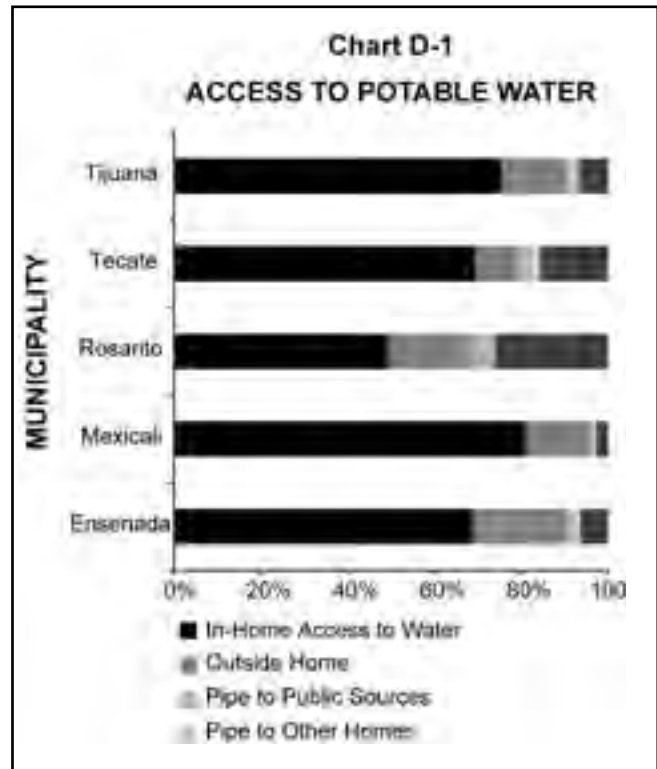 Chart D-1
ACCESS TO POTABLE WATER
MUNICIPALITY
Tijuana
Tecate
Rosarito
Mexicali
Ensenada
0% 20% 40% 60% 80% 100
In-Home Access to Water
Outside Home
Pipe to Public Sources
Pipe to Other Homes